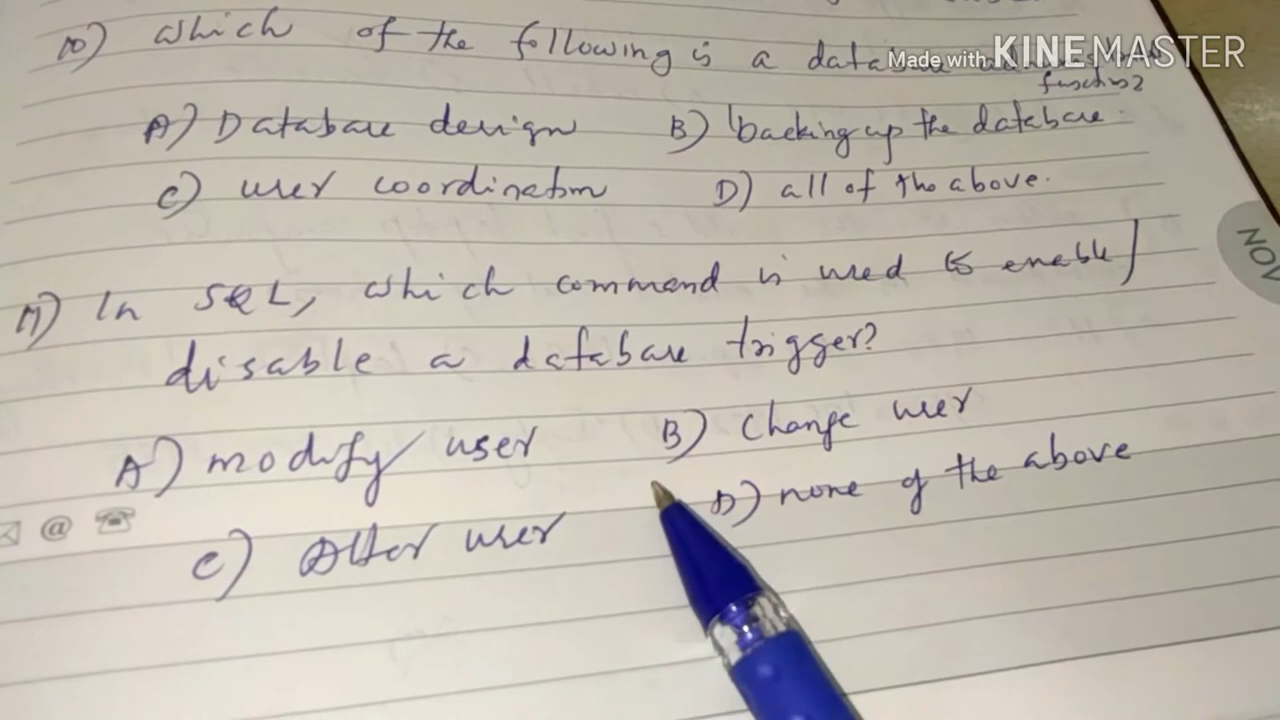 10) Which of the following is a database
function?
A) Database design B) backing up the database.
C) user coordination D) all of the above.
11) In SQL, which command is used to enable/
disable a database trigger?
A) modify user B) change user
C) Alter user D) none of the above
@
NOV
Made with KINEMASTER